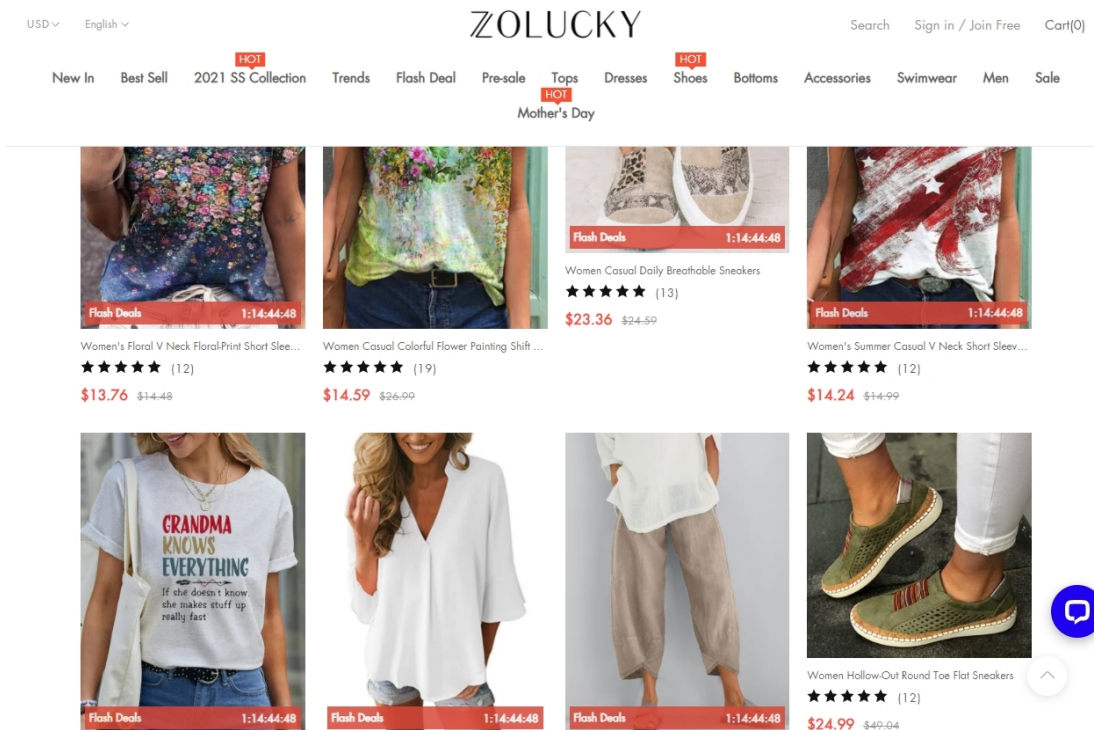 USD English
ZOLUCKY
Search Sign in / Join Free Cart(0)
HOT HOT
New In Best Sell 2021 SS Collection Trends Flash Deal Pre-sale Tops Dresses Shoes Bottoms Accessories Swimwear Men Sale
HOT
Mother's Day
Flash Deals 1:14:44:48
Women Casual Daily Breathable Sneakers
(13)
$23.36 $24.59
Flash Deals 1:14:44:48
Flash Deals 1:14:44:48
Women's Floral V Neck Floral-Print Short Slee...
Women Casual Colorful Flower Painting Shift ...
Women's Summer Casual V Neck Short Sleev...
(12)
(19)
(12)
$13.76 $14.48
$14.59 $26.99
$14.24 $14.99
GRANDMA
KNOWS
EVERYTHING
If she doesn't know,
she makes stuff up
really fast
Flash Deals 1:14:44:48
Flash Deals 1:14:44:48
Flash Deals 1:14:44:48
Women Hollow-Out Round Toe Flat Sneakers
(12)
$24.99 $49.04